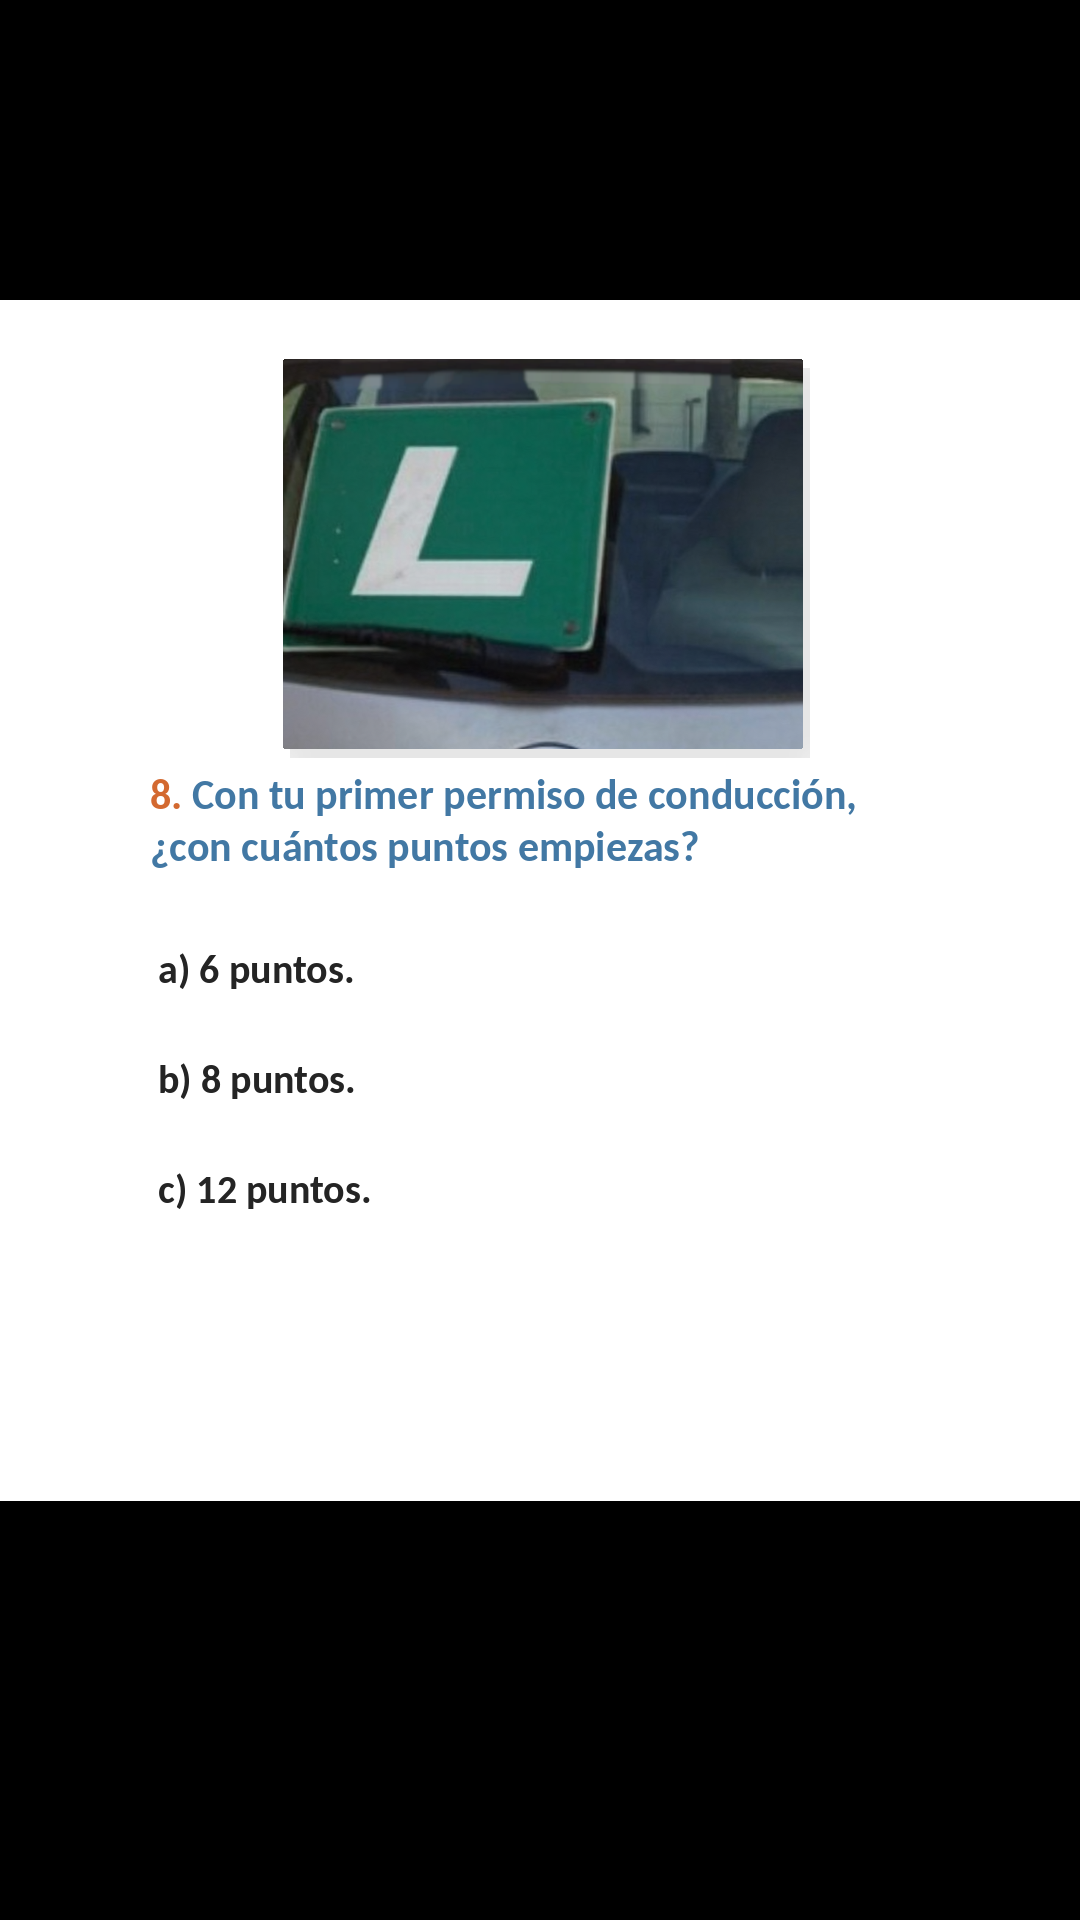 L
8. Con tu primer permiso de conducción,
¿con cuántos puntos empiezas?
a) 6 puntos.
b) 8 puntos.
c) 12 puntos.